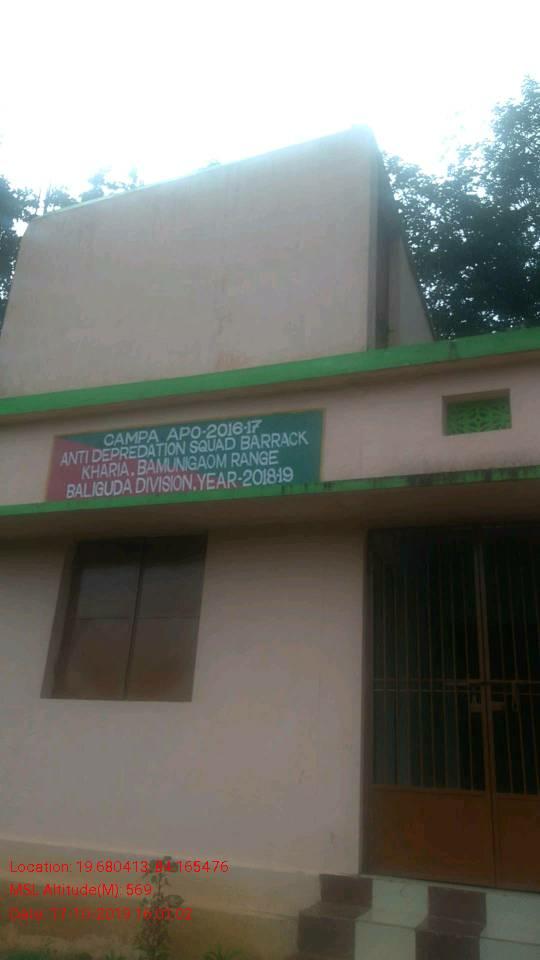 CAMPA APO-2016-17
ANTI DEPREDATION SQUAD BARRACK
KHARIA, BAMUNIGAOM RANGE
BALIGUDA DIVISION, YEAR-2018-19
Location: 19.680413, 84.165476
MSL Altitude(M): 569
Date: